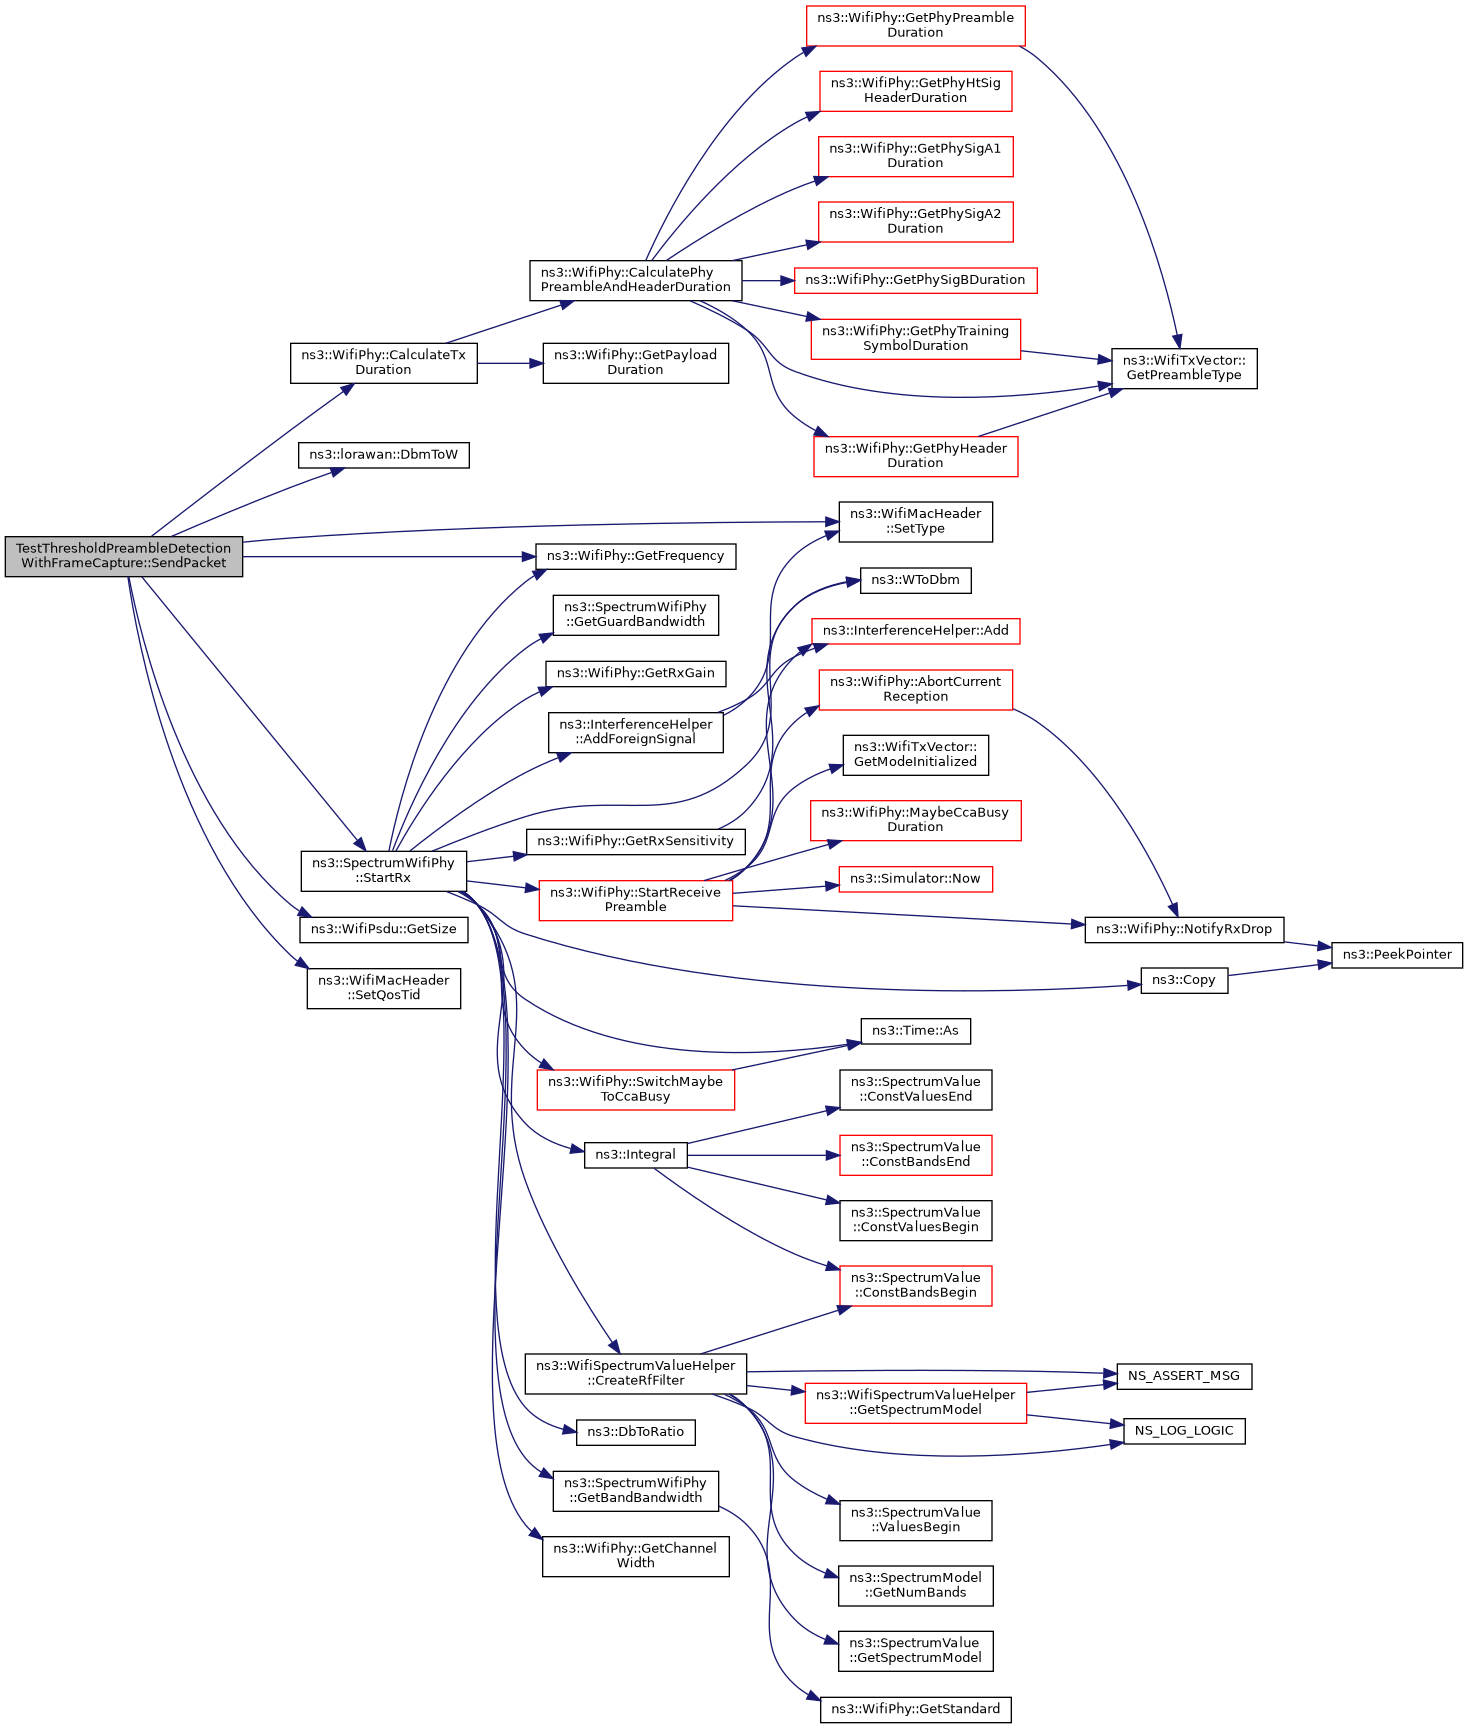 ns3::WifiPhy::GetPhyPreamble
Duration
ns3::WifiPhy::GetPhyHtSig
HeaderDuration
ns3::WifiPhy::GetPhySigA1
Duration
ns3::WifiPhy::GetPhySigA2
Duration
ns3::WifiPhy::CalculatePhy
PreambleAndHeaderDuration
ns3::WifiPhy::GetPhySigBDuration
ns3::WifiPhy::GetPhyTraining
SymbolDuration
ns3::WifiPhy::CalculateTx
Duration
ns3::WifiPhy::GetPayload
Duration
ns3::WifiTxVector::
GetPreambleType
ns3::lorawan::DbmToW
ns3::WifiPhy::GetPhyHeader
Duration
ns3::WifiMacHeader
::SetType
TestThresholdPreambleDetection
WithFrameCapture::SendPacket
ns3::WifiPhy::GetFrequency
ns3::WToDbm
ns3::SpectrumWifiPhy
::GetGuardBandwidth
ns3::InterferenceHelper::Add
ns3::WifiPhy::GetRxGain
ns3::WifiPhy::AbortCurrent
Reception
ns3::InterferenceHelper
::AddForeignSignal
ns3::WifiTxVector::
GetModeInitialized
ns3::WifiPhy::MaybeCcaBusy
Duration
ns3::WifiPhy::GetRxSensitivity
ns3::SpectrumWifiPhy
::StartRx
ns3::Simulator::Now
ns3::WifiPhy::StartReceive
Preamble
ns3::WifiPsdu::GetSize
ns3::WifiPhy::NotifyRxDrop
ns3::PeekPointer
ns3::WifiMacHeader
::SetQosTid
ns3::Copy
ns3::Time::As
ns3::WifiPhy::SwitchMaybe
ToCcaBusy
ns3::SpectrumValue
::ConstValuesEnd
ns3::Integral
ns3::SpectrumValue
::ConstBandsEnd
ns3::SpectrumValue
::ConstValuesBegin
ns3::SpectrumValue
::ConstBandsBegin
ns3::WifiSpectrumValueHelper
::CreateRfFilter
NS_ASSERT_MSG
ns3::WifiSpectrumValueHelper
::GetSpectrumModel
ns3::DbToRatio
NS_LOG_LOGIC
ns3::SpectrumWifiPhy
::GetBandBandwidth
ns3::SpectrumValue
::ValuesBegin
ns3::WifiPhy::GetChannel
Width
ns3::SpectrumModel
::GetNumBands
ns3::SpectrumValue
::GetSpectrumModel
ns3::WifiPhy::GetStandard